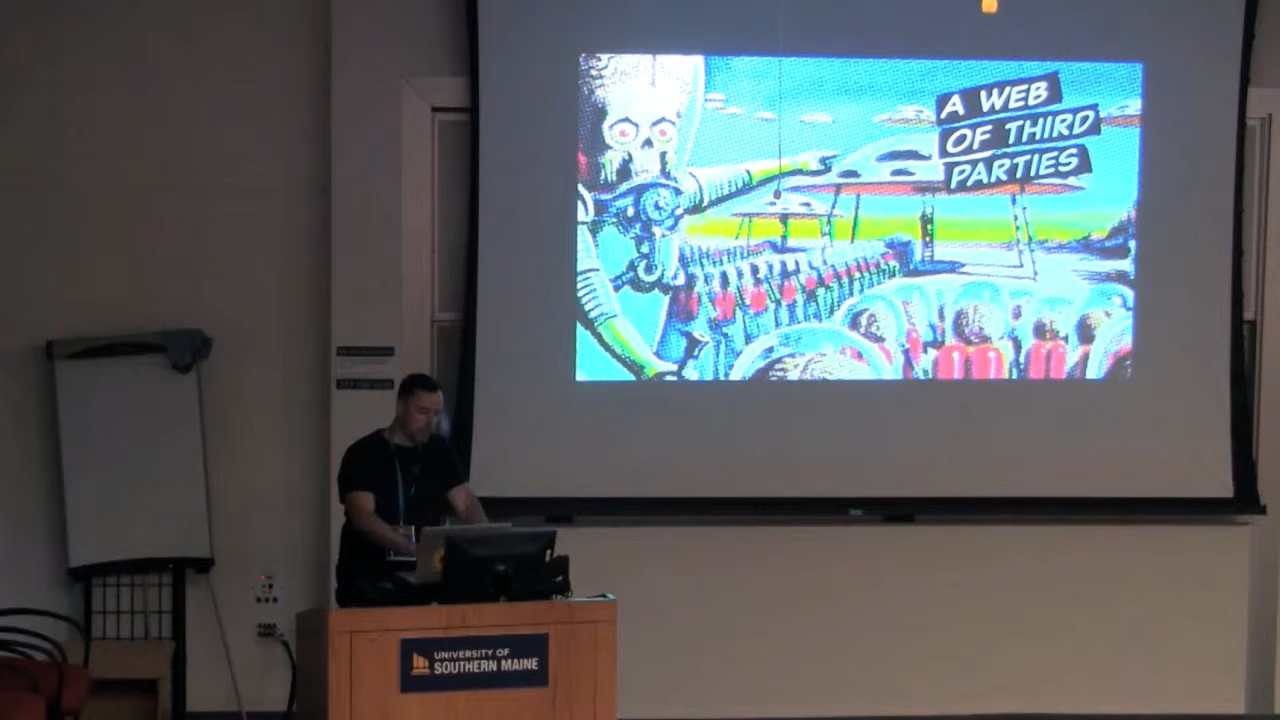 A WEB
OF THIRD
PARTIES
UNIVERSITY OF
SOUTHERN MAINE